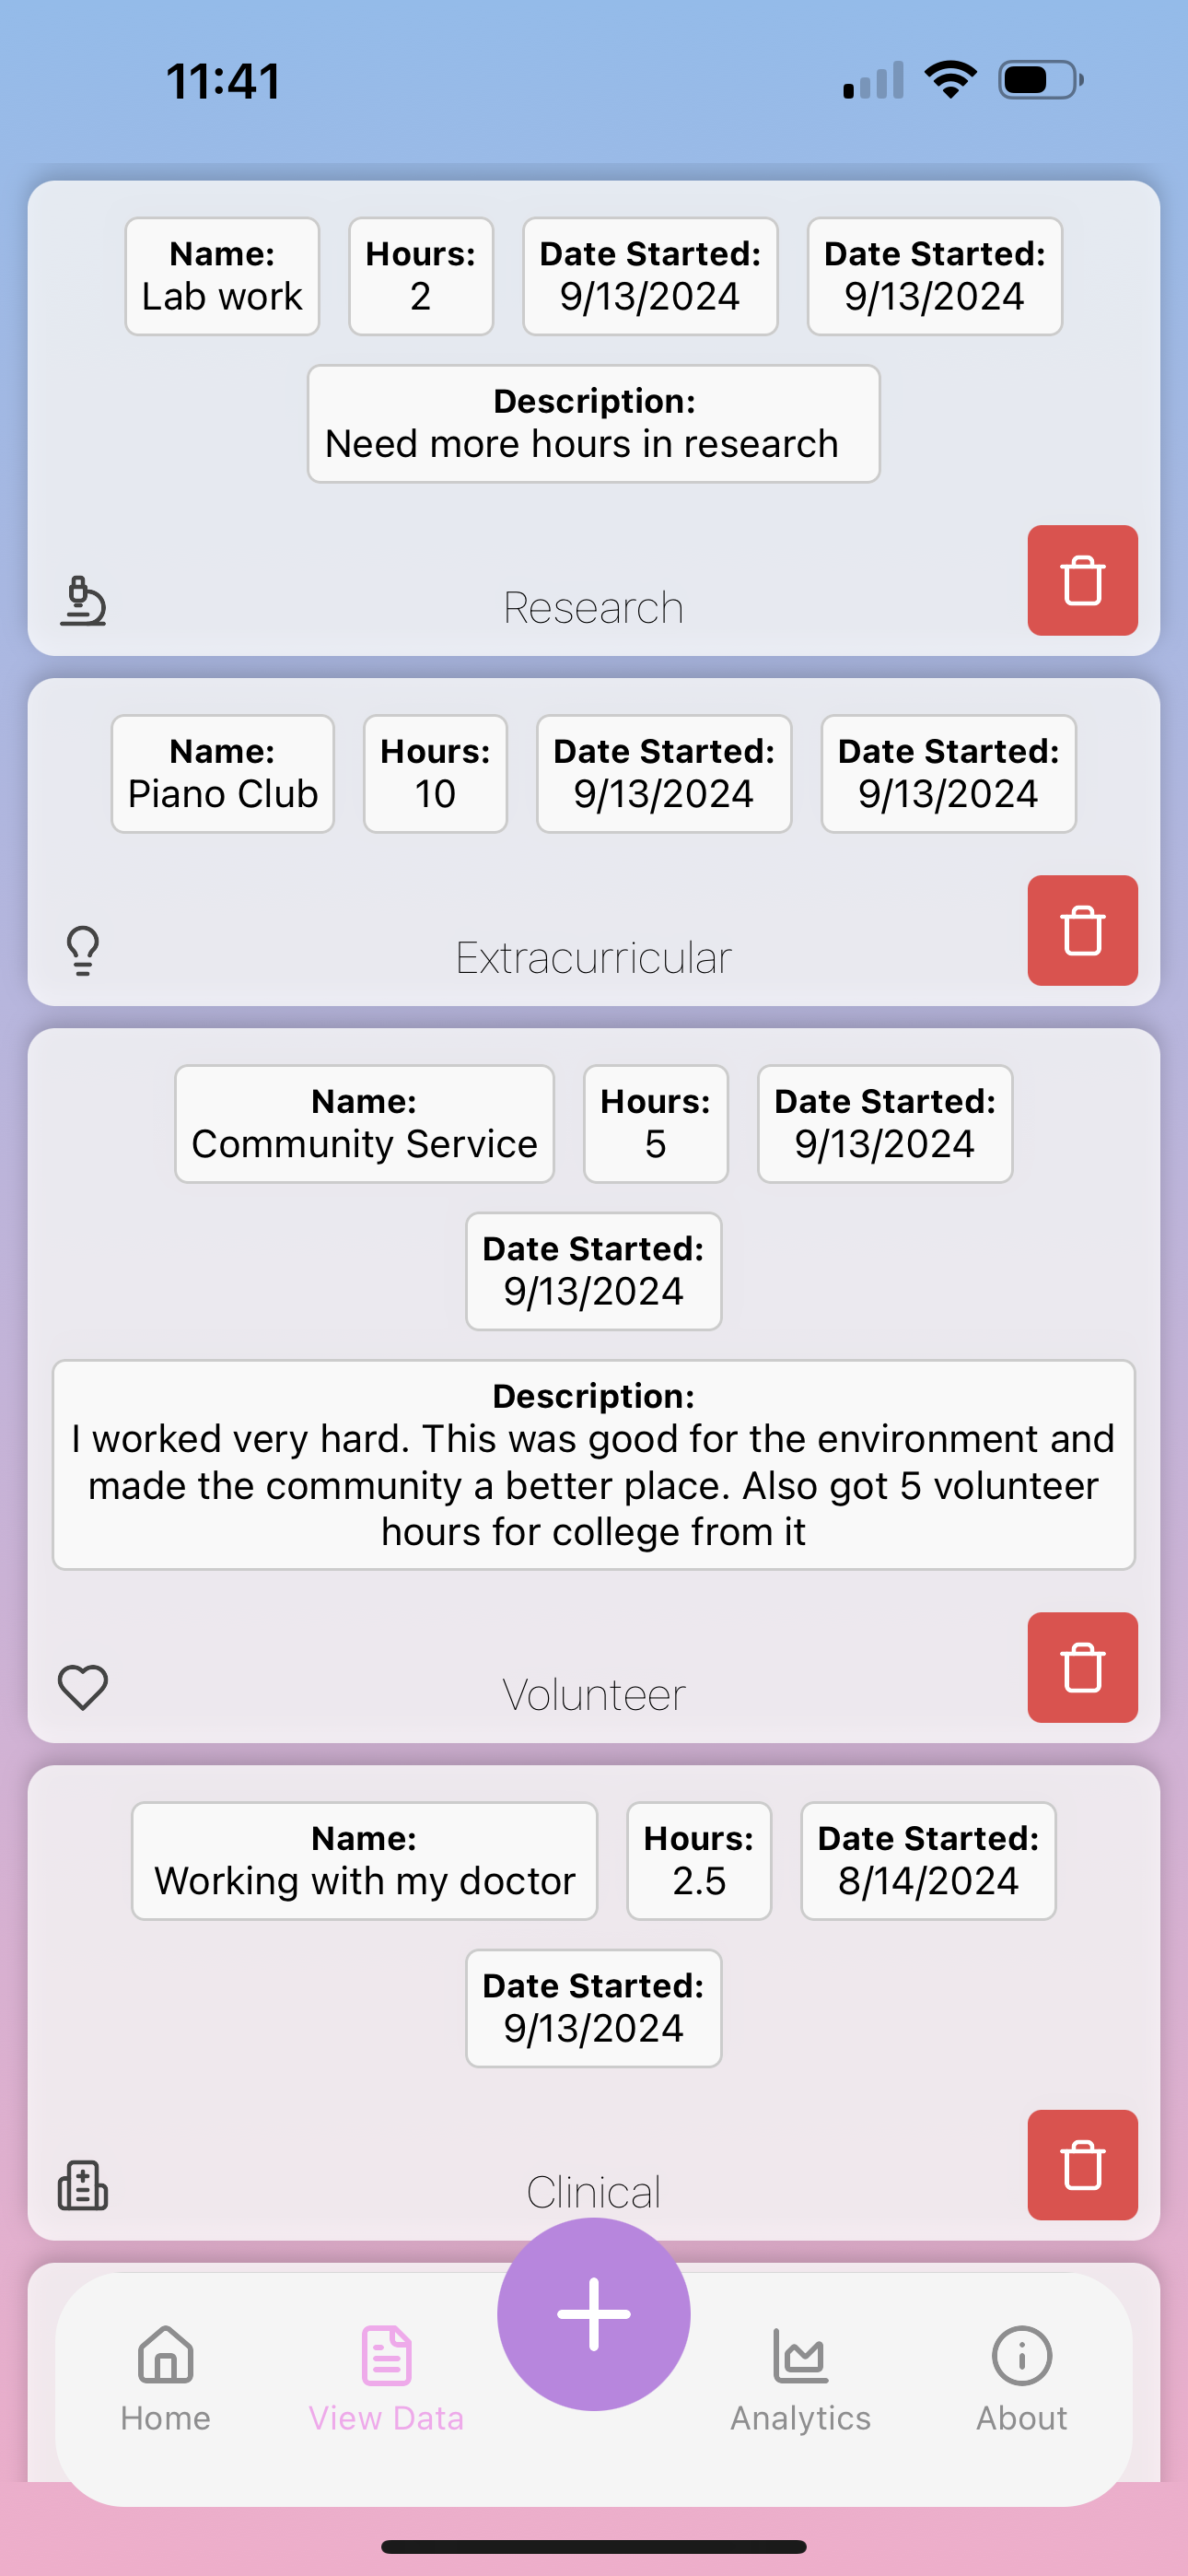 11:41
Name:
Lab work
Hours:
2
Date Started:
9/13/2024
Date Started:
9/13/2024
Description:
Need more hours in research
Research
Name:
Piano Club
Hours:
10
Date Started:
9/13/2024
Date Started:
9/13/2024
Extracurricular
Name:
Community Service
Hours:
5
Date Started:
9/13/2024
Date Started:
9/13/2024
Description:
I worked very hard. This was good for the environment and
made the community a better place. Also got 5 volunteer
hours for college from it
Volunteer
Name:
Working with my doctor
Hours:
2.5
Date Started:
8/14/2024
Date Started:
9/13/2024
Clinical
Home
View Data
Analytics
About